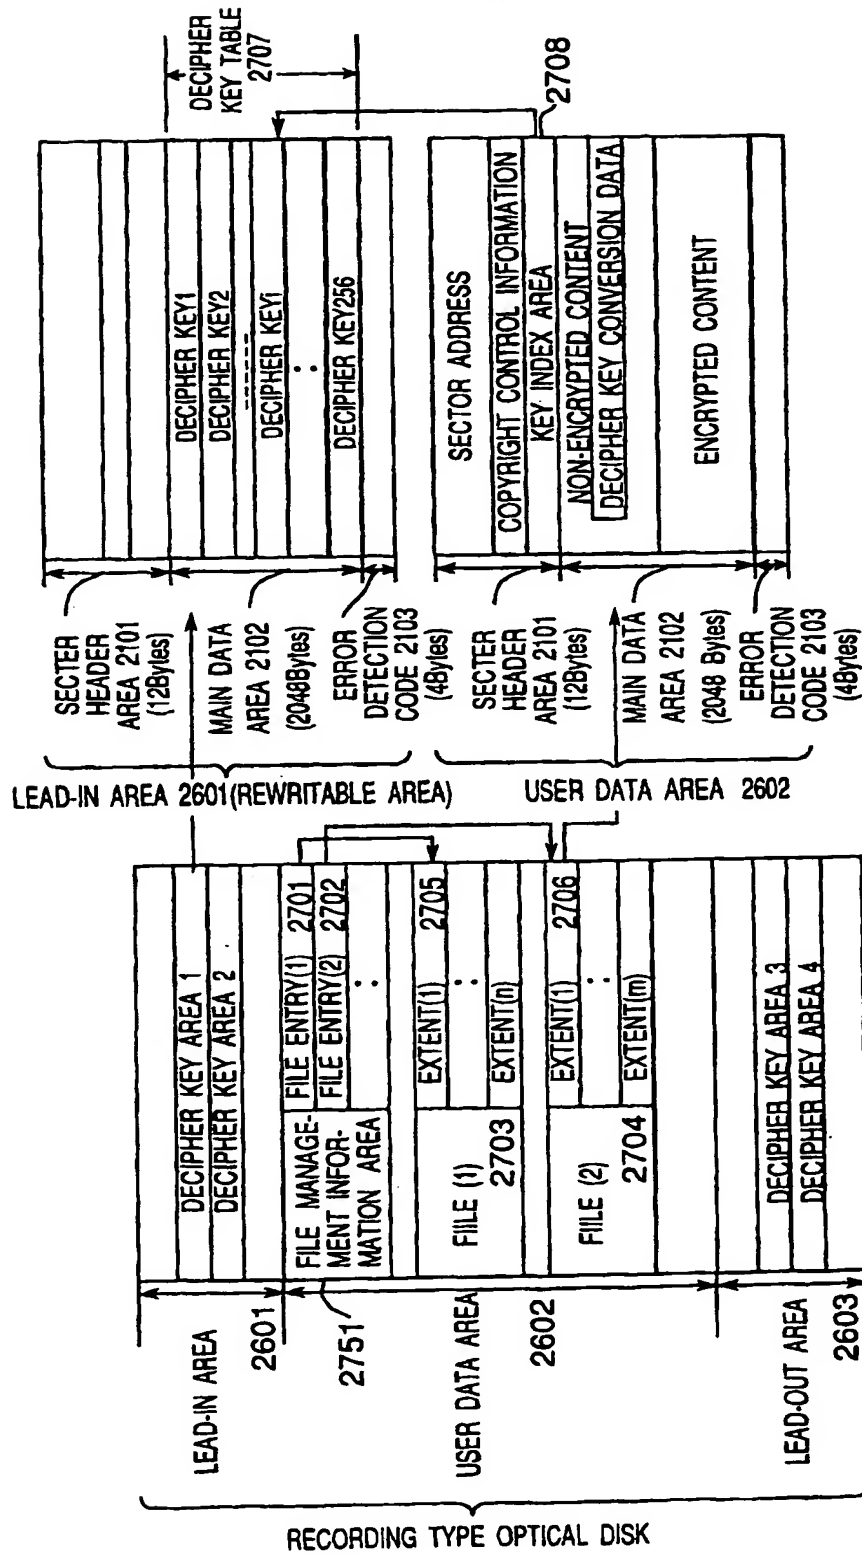 RECORDING TYPE OPTICAL DISK
LEAD-IN AREA
2601
USER DATA AREA
2602
LEAD-OUT AREA
2603
2751
DECIPHER KEY AREA 1
DECIPHER KEY AREA 2
FILE MANAGE-
MENT INFOR-
MATION AREA
FILE ENTRY(1) 2701
FILE ENTRY(2) 2702
FIILE (1)
2703
EXTENT(1) 2705
EXTENT(n)
FIILE (2)
2704
EXTENT(1) 2706
EXTENT(m)
DECIPHER KEY AREA 3
DECIPHER KEY AREA 4
LEAD-IN AREA 2601(REWRITABLE AREA)
SECTER
HEADER
AREA 2101
(12Bytes)
MAIN DATA
AREA 2102
(2048Bytes)
ERROR
DETECTION
CODE 2103
(4Bytes)
DECIPHER KEY1
DECIPHER KEY2
DECIPHER KEYi
DECIPHER KEY256
DECIPHER
KEY TABLE
2707
USER DATA AREA 2602
SECTER
HEADER
AREA 2101
(12Bytes)
MAIN DATA
AREA 2102
(2048 Bytes)
ERROR
DETECTION
CODE 2103
(4Bytes)
SECTOR ADDRESS
COPYRIGHT CONTROL INFORMATION
KEY INDEX AREA
NON-ENCRYPTED CONTENT
DECIPHER KEY CONVERSION DATA
ENCRYPTED CONTENT
2708